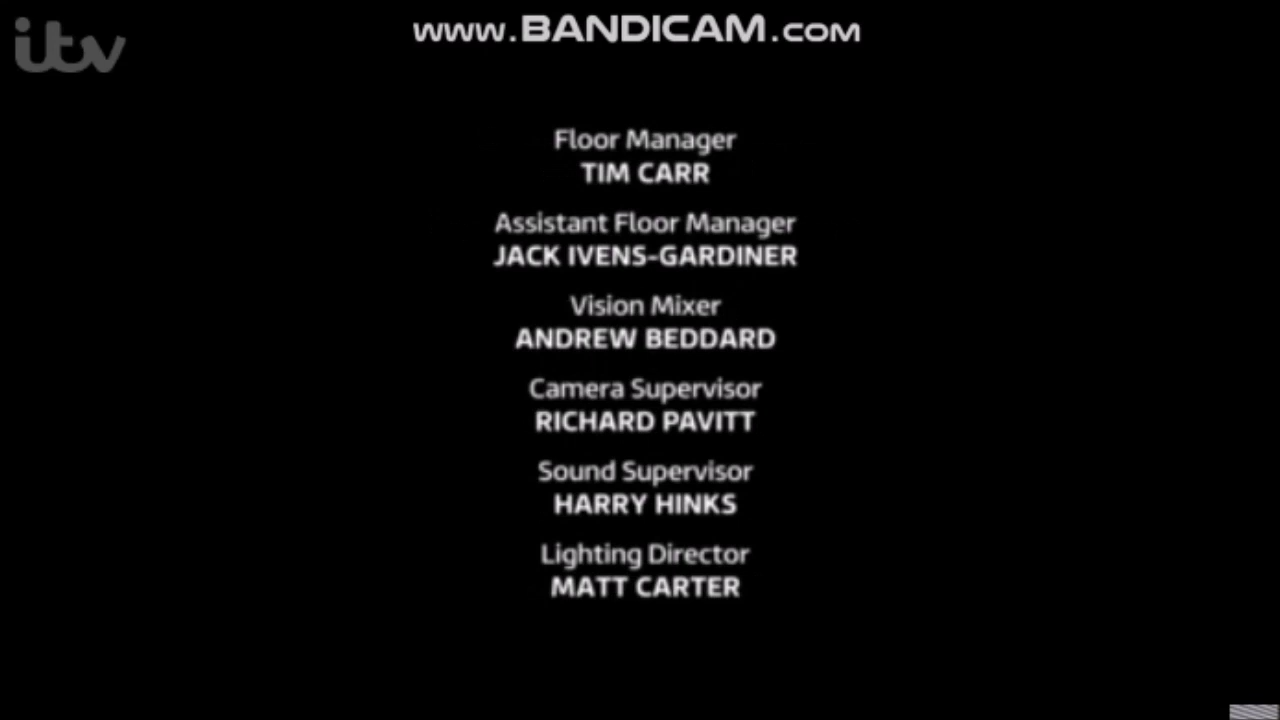 itv
www.BANDICAM.com
Floor Manager
TIM CARR
Assistant Floor Manager
JACK IVENS-GARDINER
Vision Mixer
ANDREW BEDDARD
Camera Supervisor
RICHARD PAVITT
Sound Supervisor
HARRY HINKS
Lighting Director
MATT CARTER